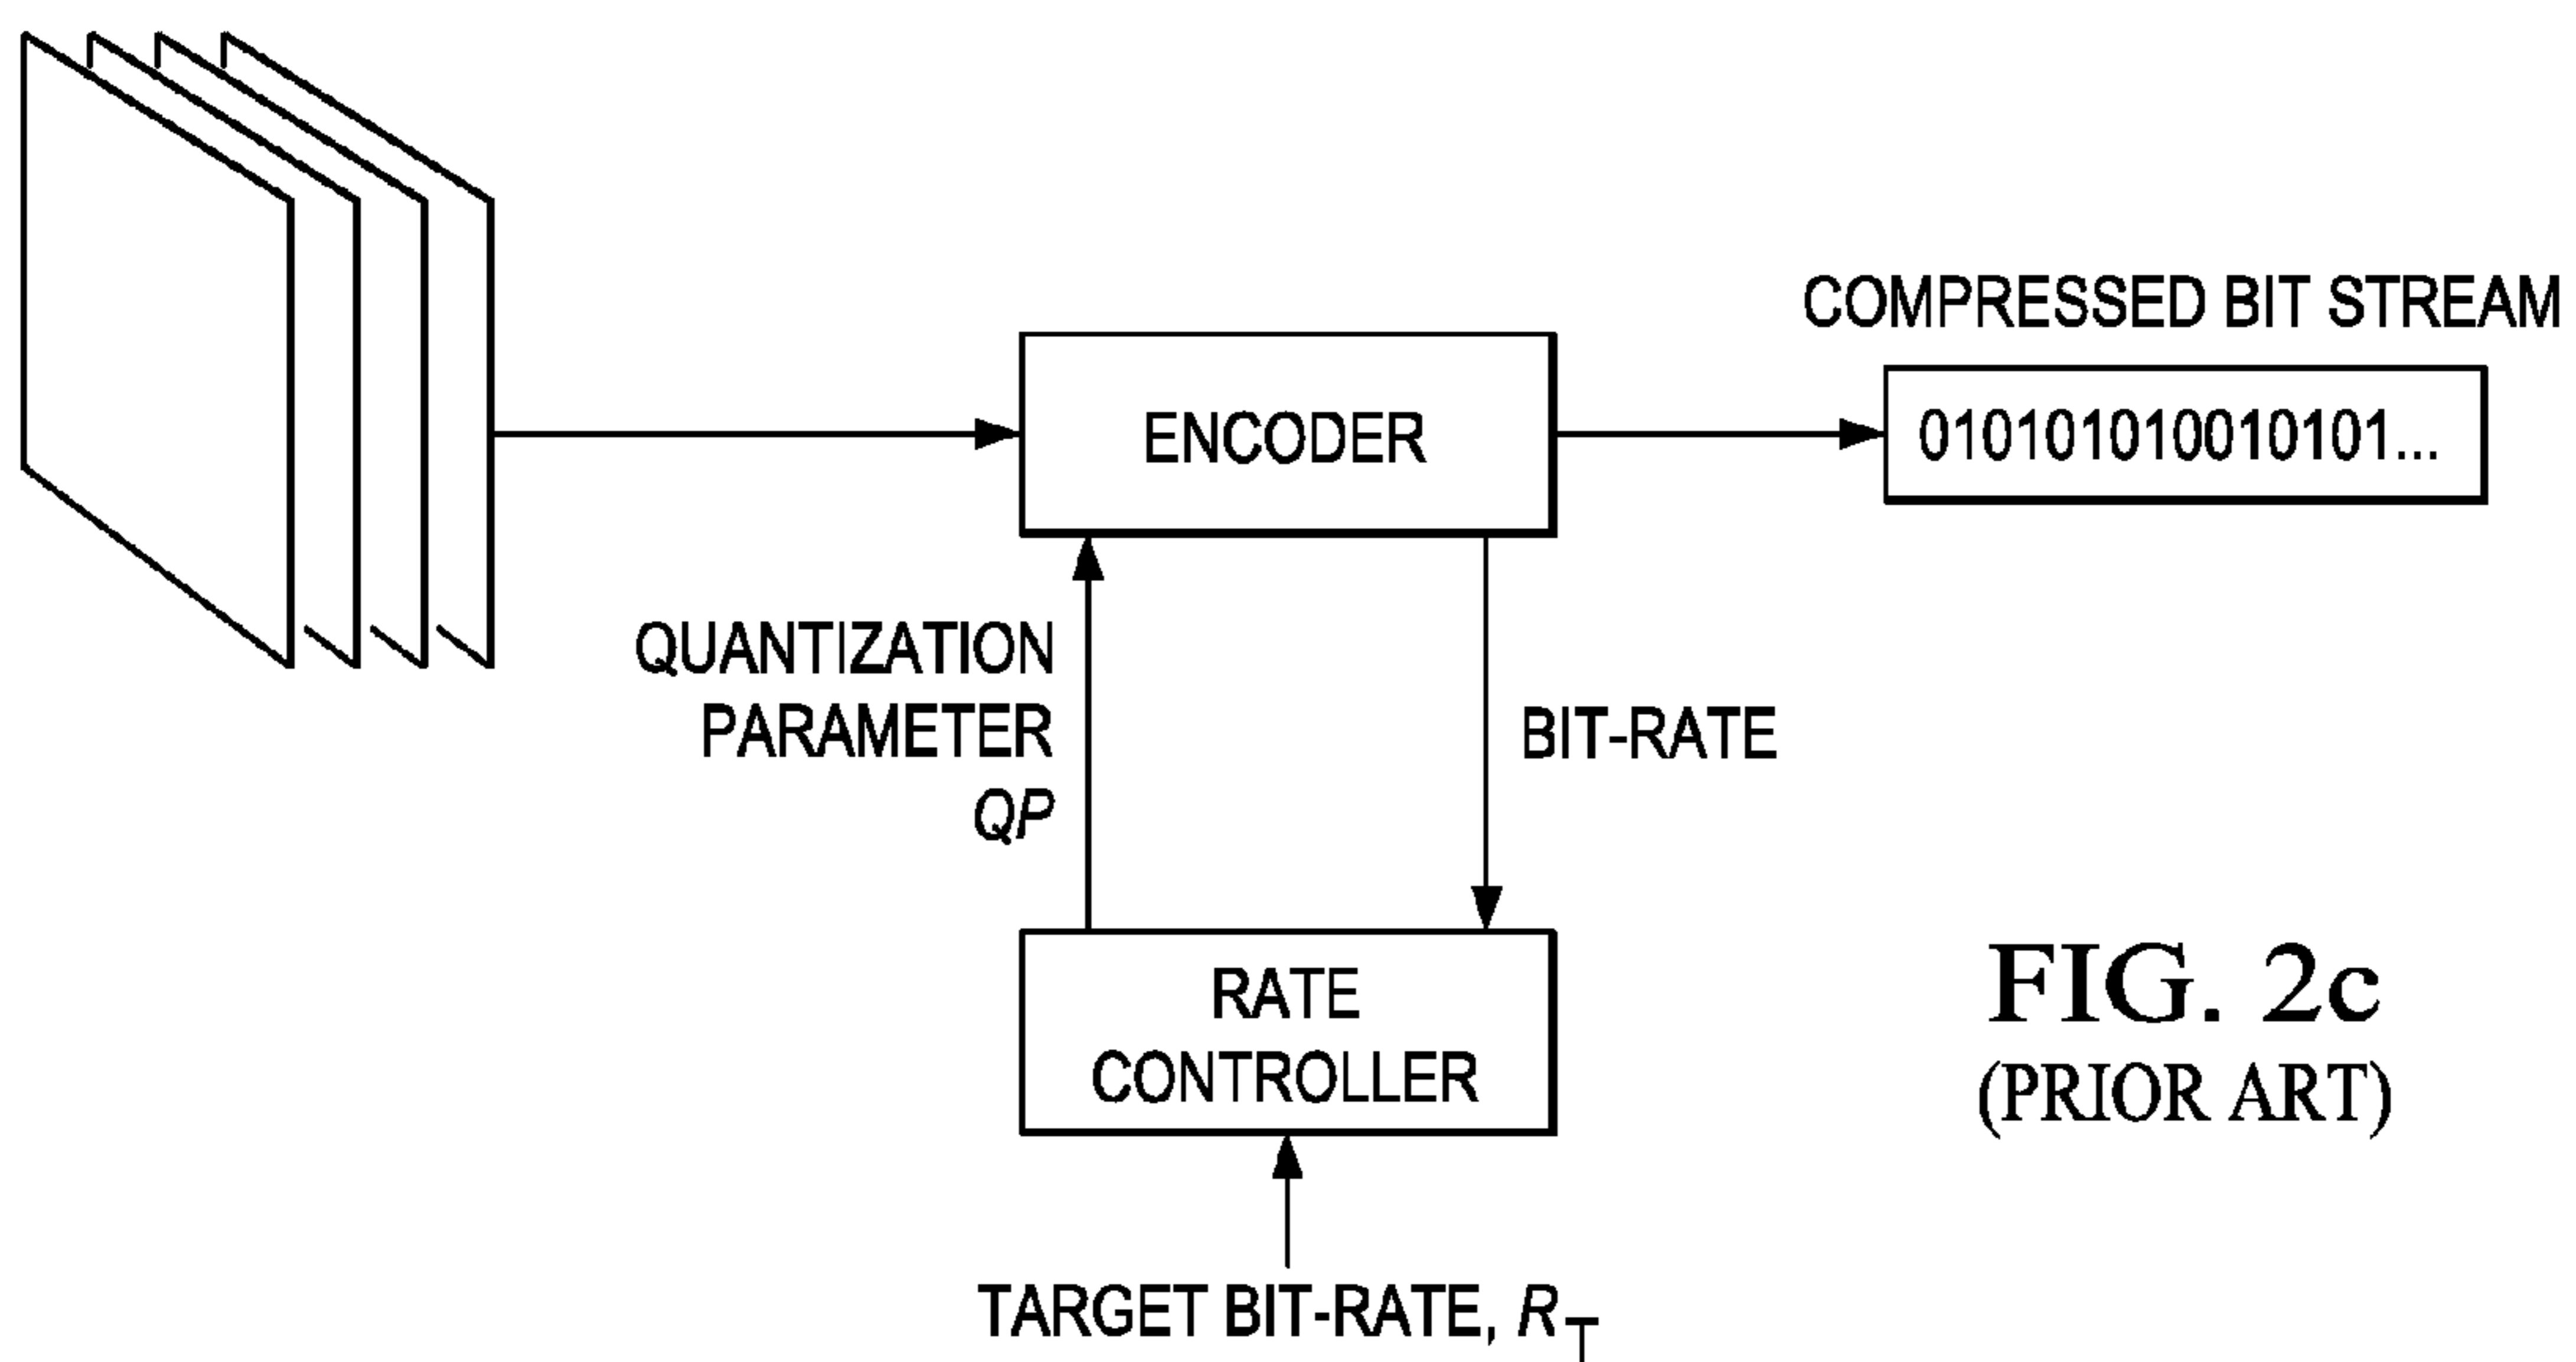 COMPRESSED BIT STREAM
ENCODER
010101010010101...
QUANTIZATION
PARAMETER
QP
BIT-RATE
RATE
CONTROLLER
TARGET BIT-RATE, R_T
FIG. 2c
(PRIOR ART)